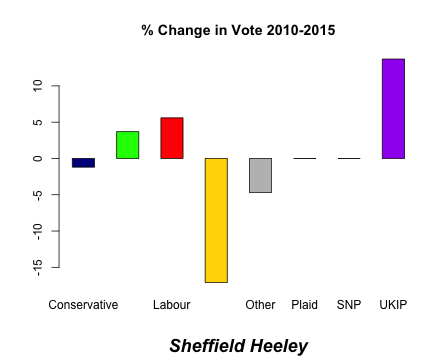 % Change in Vote 2010-2015
10
5
0
-5
-10
-15
Conservative Labour Other Plaid SNP UKIP
Sheffield Heeley